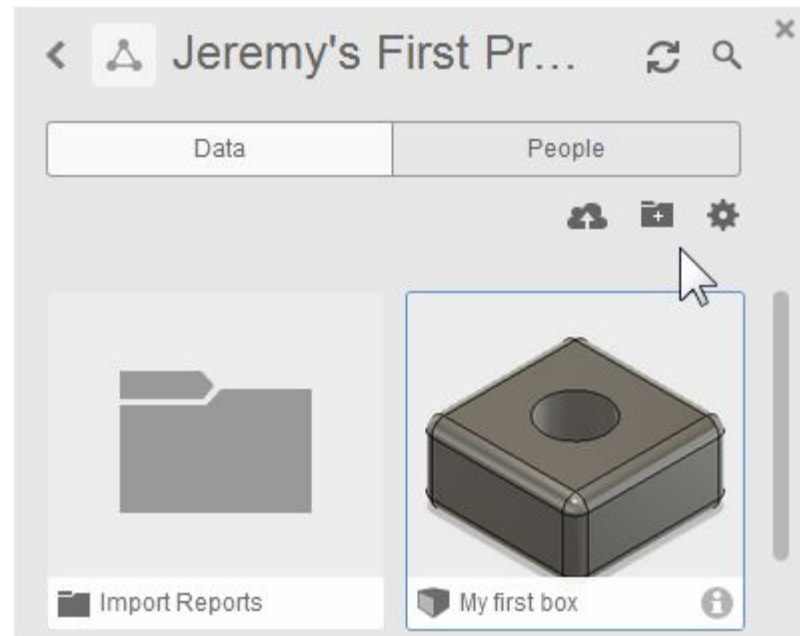 Jeremy's First Pr...
Data
People
Import Reports
My first box